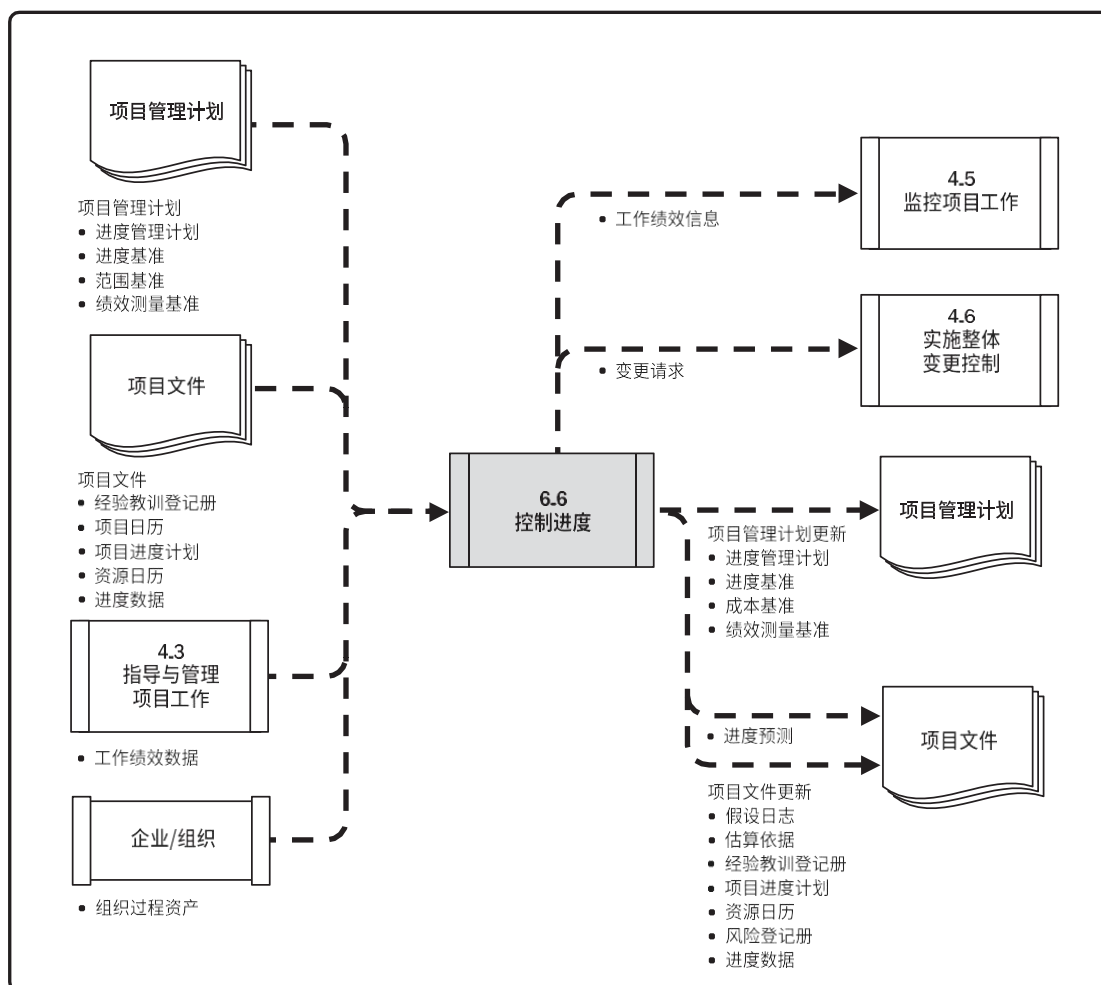 项目管理计划
项目管理计划
• 进度管理计划
• 进度基准
• 范围基准
• 绩效测量基准
项目文件
项目文件
• 经验教训登记册
• 项目日历
• 项目进度计划
• 资源日历
• 进度数据
4.3
指导与管理
项目工作
• 工作绩效数据
企业/组织
• 组织过程资产
6.6
控制进度
• 工作绩效信息
4.5
监控项目工作
• 变更请求
4.6
实施整体
变更控制
项目管理计划
项目管理计划更新
• 进度管理计划
• 进度基准
• 成本基准
• 绩效测量基准
• 进度预测
项目文件
项目文件更新
• 假设日志
• 估算依据
• 经验教训登记册
• 项目进度计划
• 资源日历
• 风险登记册
• 进度数据